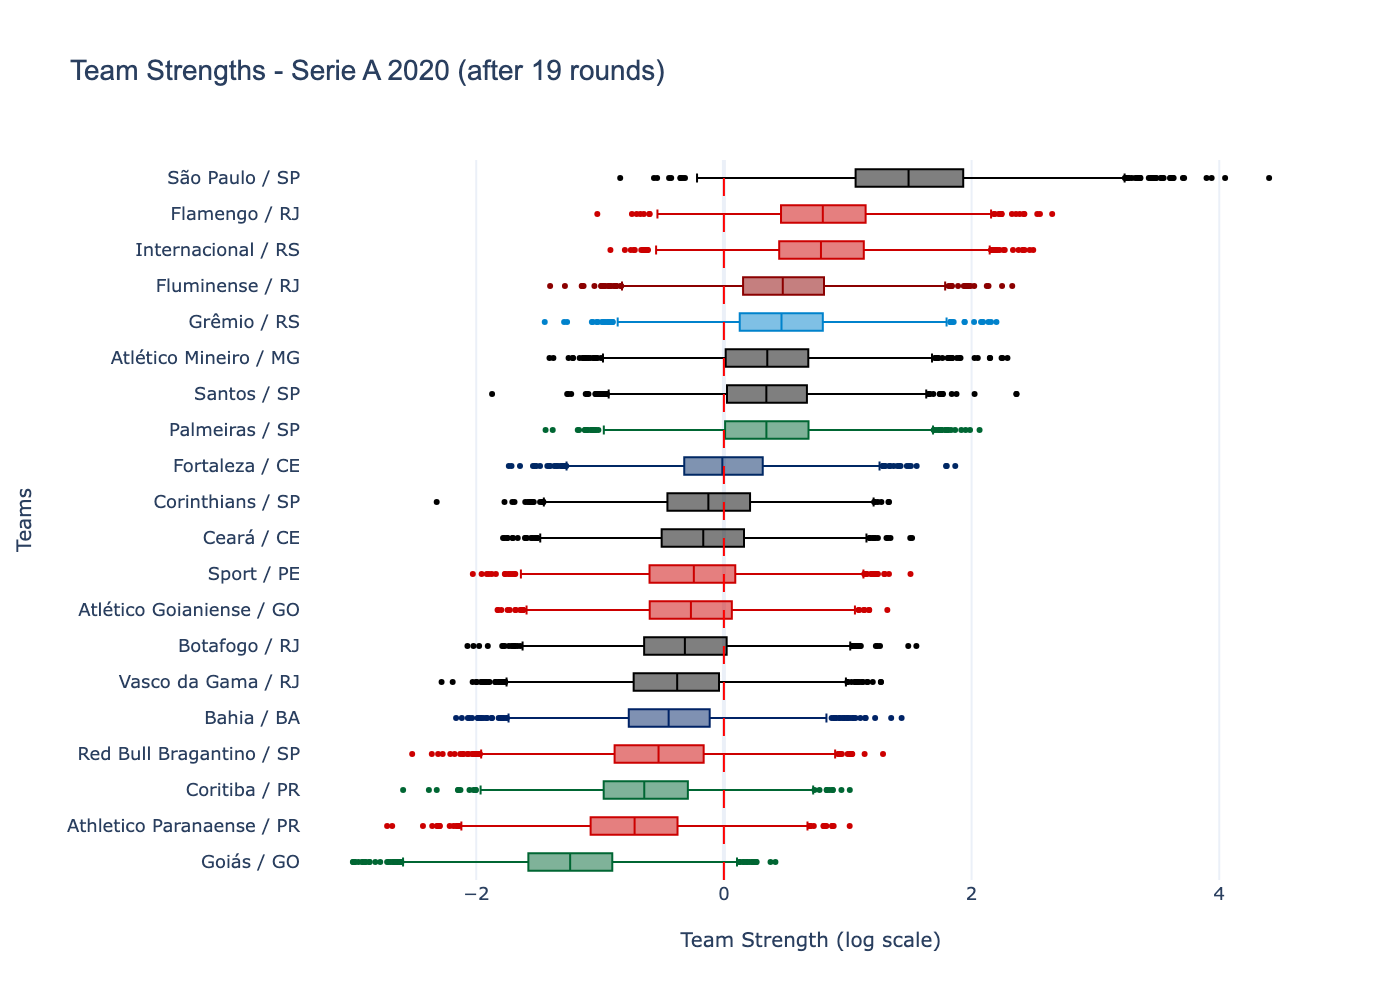 Team Strengths - Serie A 2020 (after 19 rounds)
São Paulo / SP
Flamengo / RJ
Internacional / RS
Fluminense / RJ
Grêmio / RS
Atlético Mineiro / MG
Santos / SP
Palmeiras / SP
Fortaleza / CE
Corinthians / SP
Ceará / CE
Sport / PE
Atlético Goianiense / GO
Botafogo / RJ
Vasco da Gama / RJ
Bahia / BA
Red Bull Bragantino / SP
Coritiba / PR
Athletico Paranaense / PR
Goiás / GO
Teams
−2 0 2 4
Team Strength (log scale)